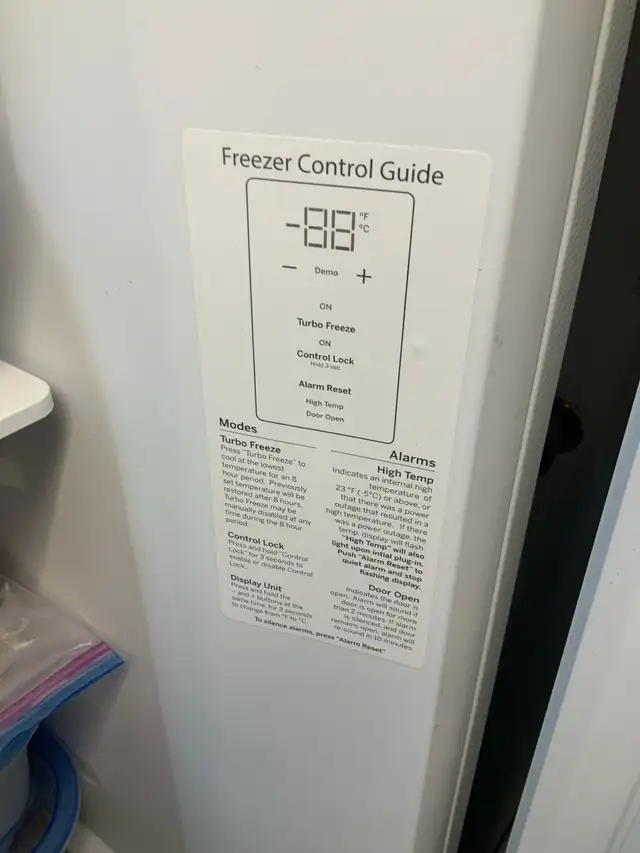 Freezer Control Guide
-88 °F
°C
− Demo +
ON
Turbo Freeze
ON
Control Lock
Hold 3 sec
Alarm Reset
High Temp
Door Open
Modes
Turbo Freeze
Press "Turbo Freeze" to
cool at the lowest
temperature for an 8
hour period. Previously
set temperature will be
restored after 8 hours.
Turbo Freeze may be
manually disabled at any
time during the 8 hour
period.
Control Lock
Press and hold "Control
Lock" for 3 seconds to
enable or disable Control
Lock.
Display Unit
Press and hold the
− and + buttons at the
same time, for 3 seconds
to change from °F to °C
Alarms
High Temp
Indicates an internal high
temperature of
23 °F (-5°C) or above, or
that there was a power
outage that resulted in a
high temperature. If there
was a power outage, the
temp. display will flash
"High Temp" will also
light upon intial plug-in.
Push "Alarm Reset" to
quiet alarm and stop
flashing display.
Door Open
Indicates the door is
open. Alarm will sound if
door is open for more
than 2 minutes. If alarm
is silenced, and door
remains open, alarm will
re-sound in 10 minutes.
To silence alarms, press "Alarm Reset"